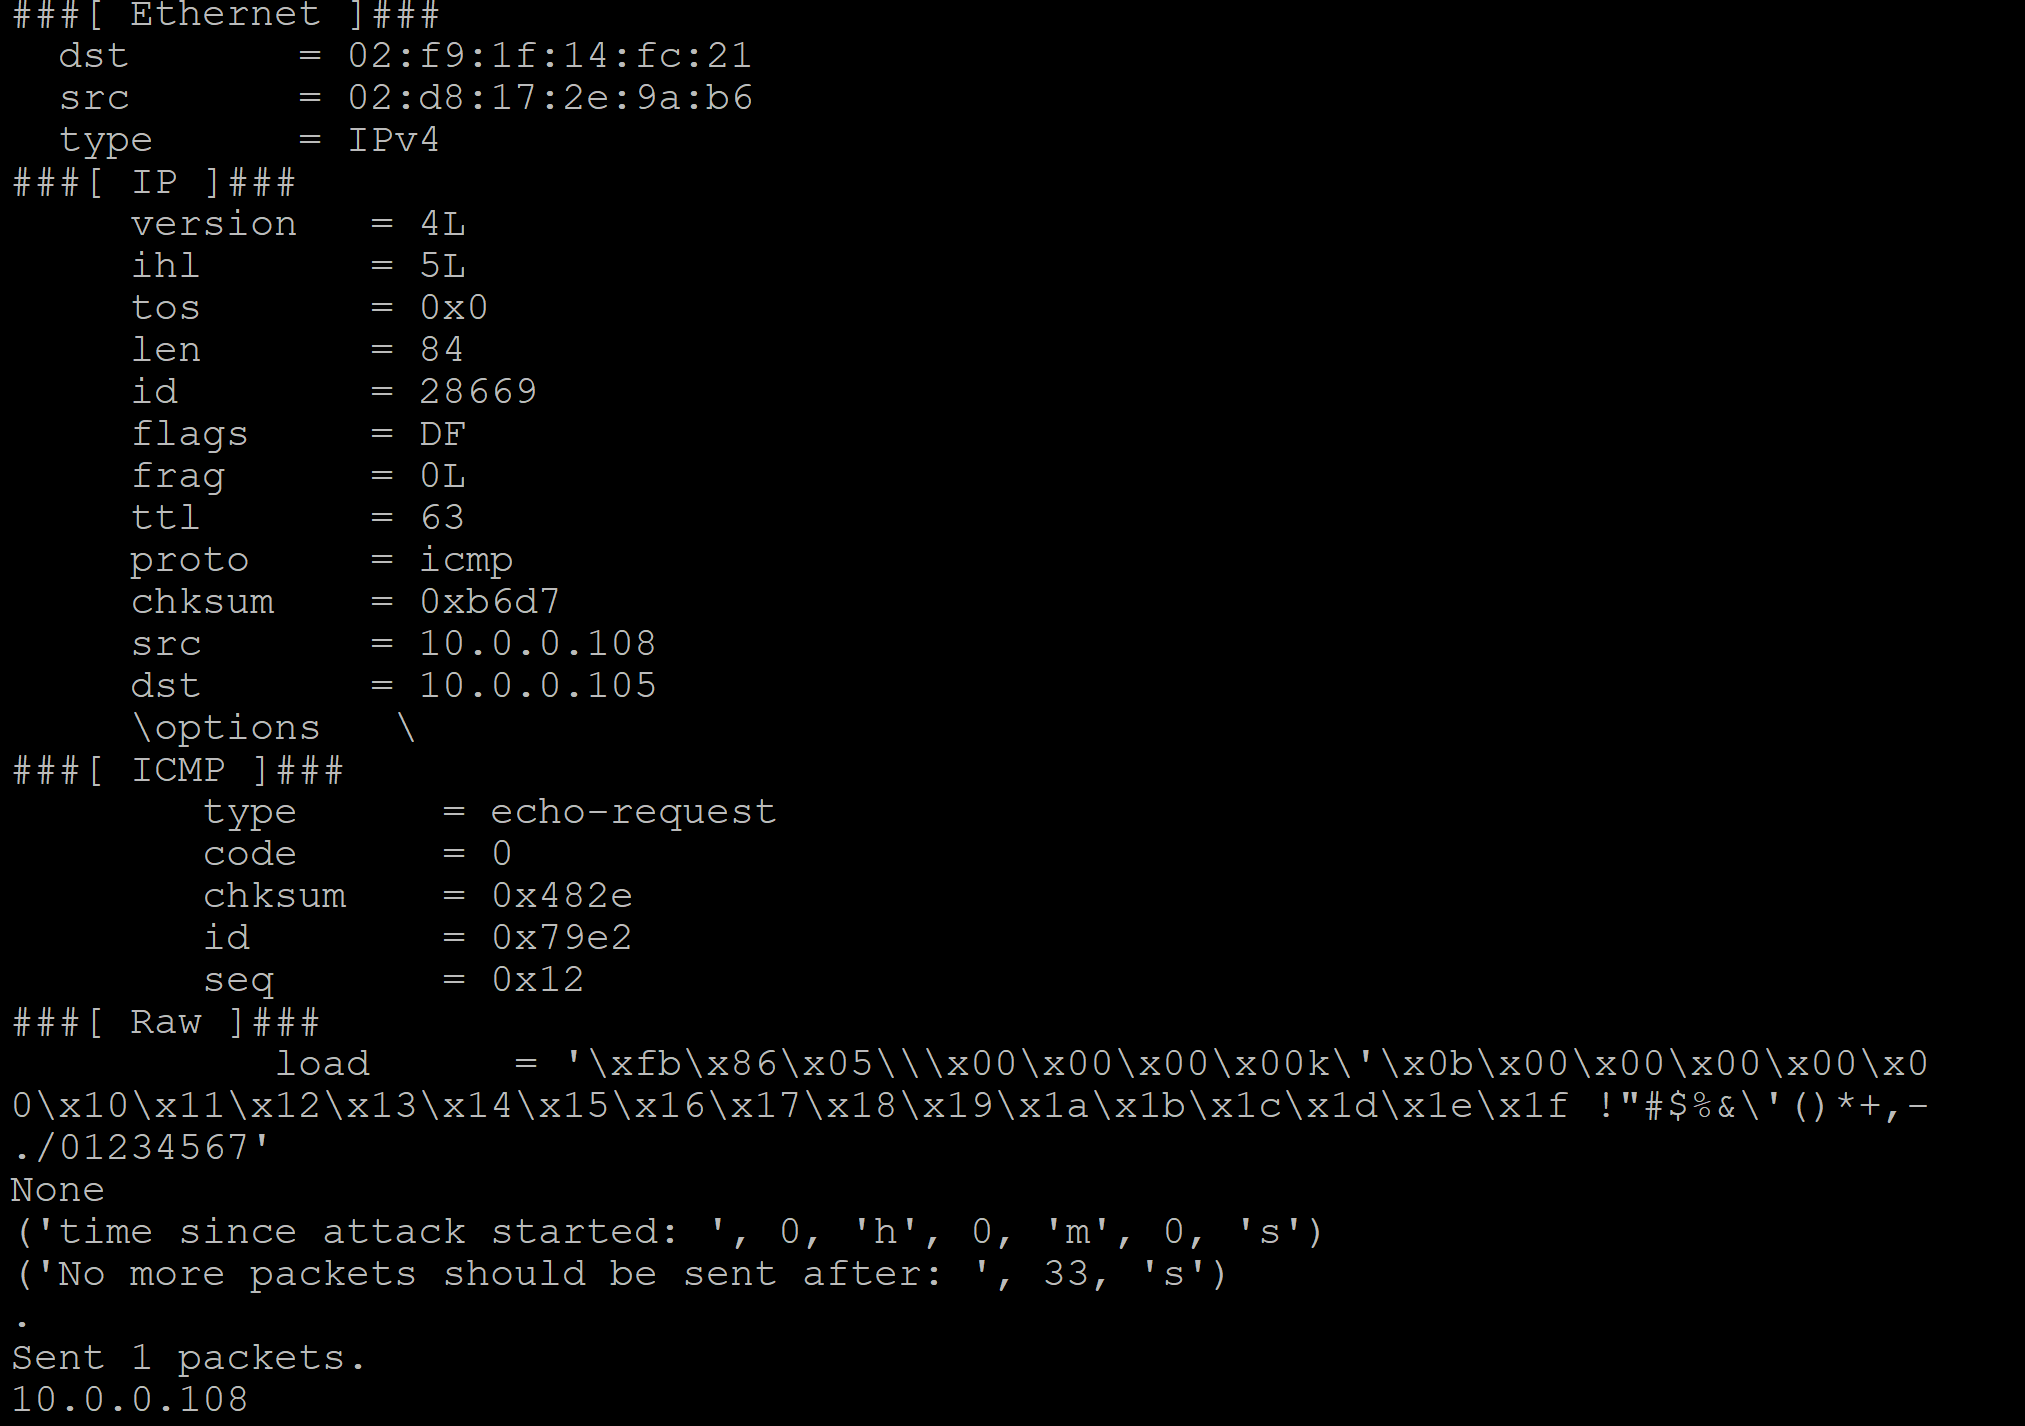 ###[ Ethernet ]###
  dst       = 02:f9:1f:14:fc:21
  src       = 02:d8:17:2e:9a:b6
  type      = IPv4
###[ IP ]###
     version   = 4L
     ihl       = 5L
     tos       = 0x0
     len       = 84
     id        = 28669
     flags     = DF
     frag      = 0L
     ttl       = 63
     proto     = icmp
     chksum    = 0xb6d7
     src       = 10.0.0.108
     dst       = 10.0.0.105
     \options   \
###[ ICMP ]###
        type      = echo-request
        code      = 0
        chksum    = 0x482e
        id        = 0x79e2
        seq       = 0x12
###[ Raw ]###
           load      = '\xfb\x86\x05\\\x00\x00\x00\x00k\'\x0b\x00\x00\x00\x00\x0
0\x10\x11\x12\x13\x14\x15\x16\x17\x18\x19\x1a\x1b\x1c\x1d\x1e\x1f !"#$%&\'()*+,-
./01234567'
None
('time since attack started: ', 0, 'h', 0, 'm', 0, 's')
('No more packets should be sent after: ', 33, 's')
.
Sent 1 packets.
10.0.0.108